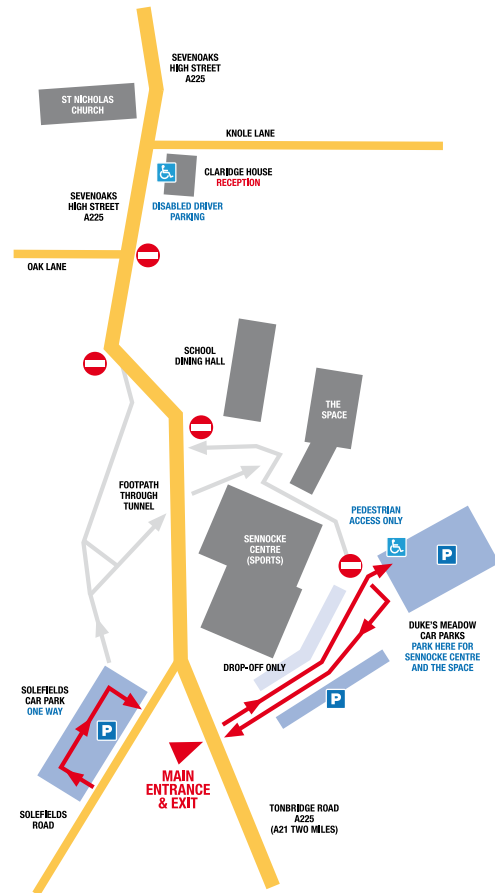 SEVENOAKS
HIGH STREET
A225
ST NICHOLAS
CHURCH
KNOLE LANE
CLARIDGE HOUSE
RECEPTION
SEVENOAKS
HIGH STREET
A225
DISABLED DRIVER
PARKING
OAK LANE
SCHOOL
DINING HALL
THE
SPACE
FOOTPATH
THROUGH
TUNNEL
PEDESTRIAN
ACCESS ONLY
SENNOCKE
CENTRE
(SPORTS)
P
DUKE'S MEADOW
CAR PARKS
PARK HERE FOR
SENNOCKE CENTRE
AND THE SPACE
DROP-OFF ONLY
P
SOLEFIELDS
CAR PARK
ONE WAY
P
MAIN
ENTRANCE
& EXIT
SOLEFIELDS
ROAD
TONBRIDGE ROAD
A225
(A21 TWO MILES)